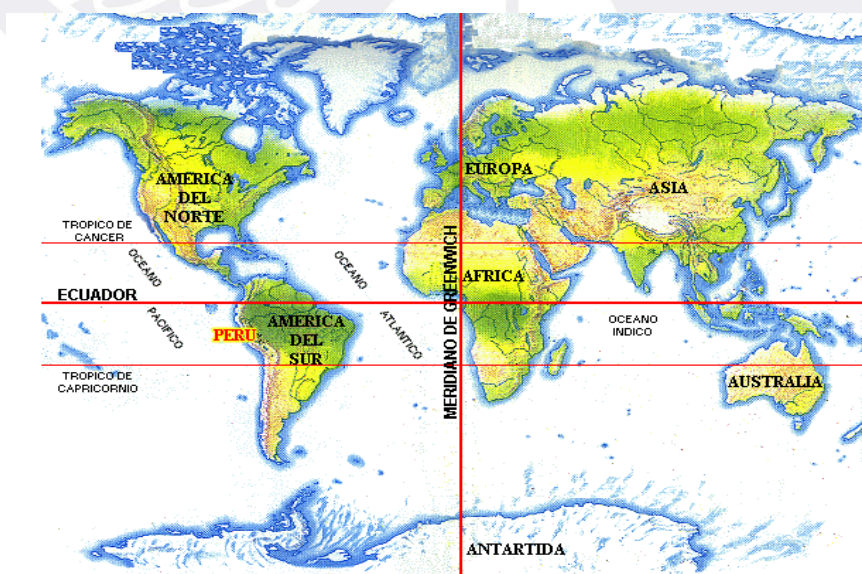 EUROPA
AMERICA
DEL
NORTE
ASIA
TROPICO DE
CANCER
OCEANO
PACIFICO
OCEANO
ATLANTICO
MERIDIANO DE GREENWICH
AFRICA
ECUADOR
PERU
AMERICA
DEL
SUR
OCEANO
INDICO
TROPICO DE
CAPRICORNIO
AUSTRALIA
ANTARTIDA